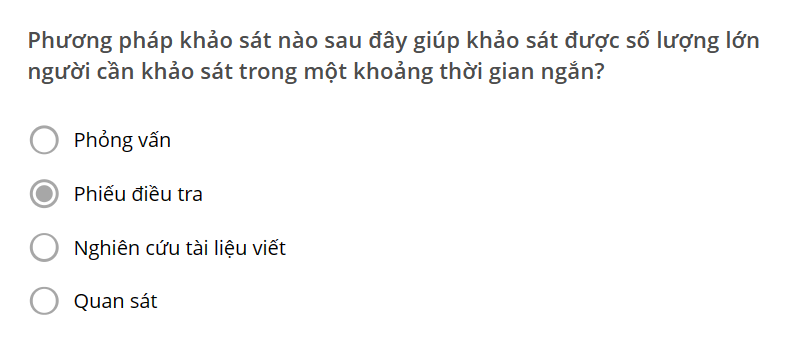 Phương pháp khảo sát nào sau đây giúp khảo sát được số lượng lớn
người cần khảo sát trong một khoảng thời gian ngắn?
Phỏng vấn
Phiếu điều tra
Nghiên cứu tài liệu viết
Quan sát